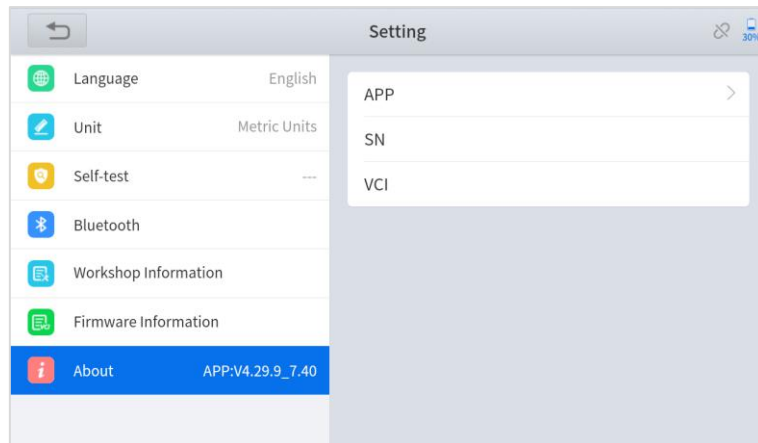 Setting
30%
Language English
Unit Metric Units
Self-test ---
Bluetooth
Workshop Information
Firmware Information
About APP:V4.29.9_7.40
APP
SN
VCI